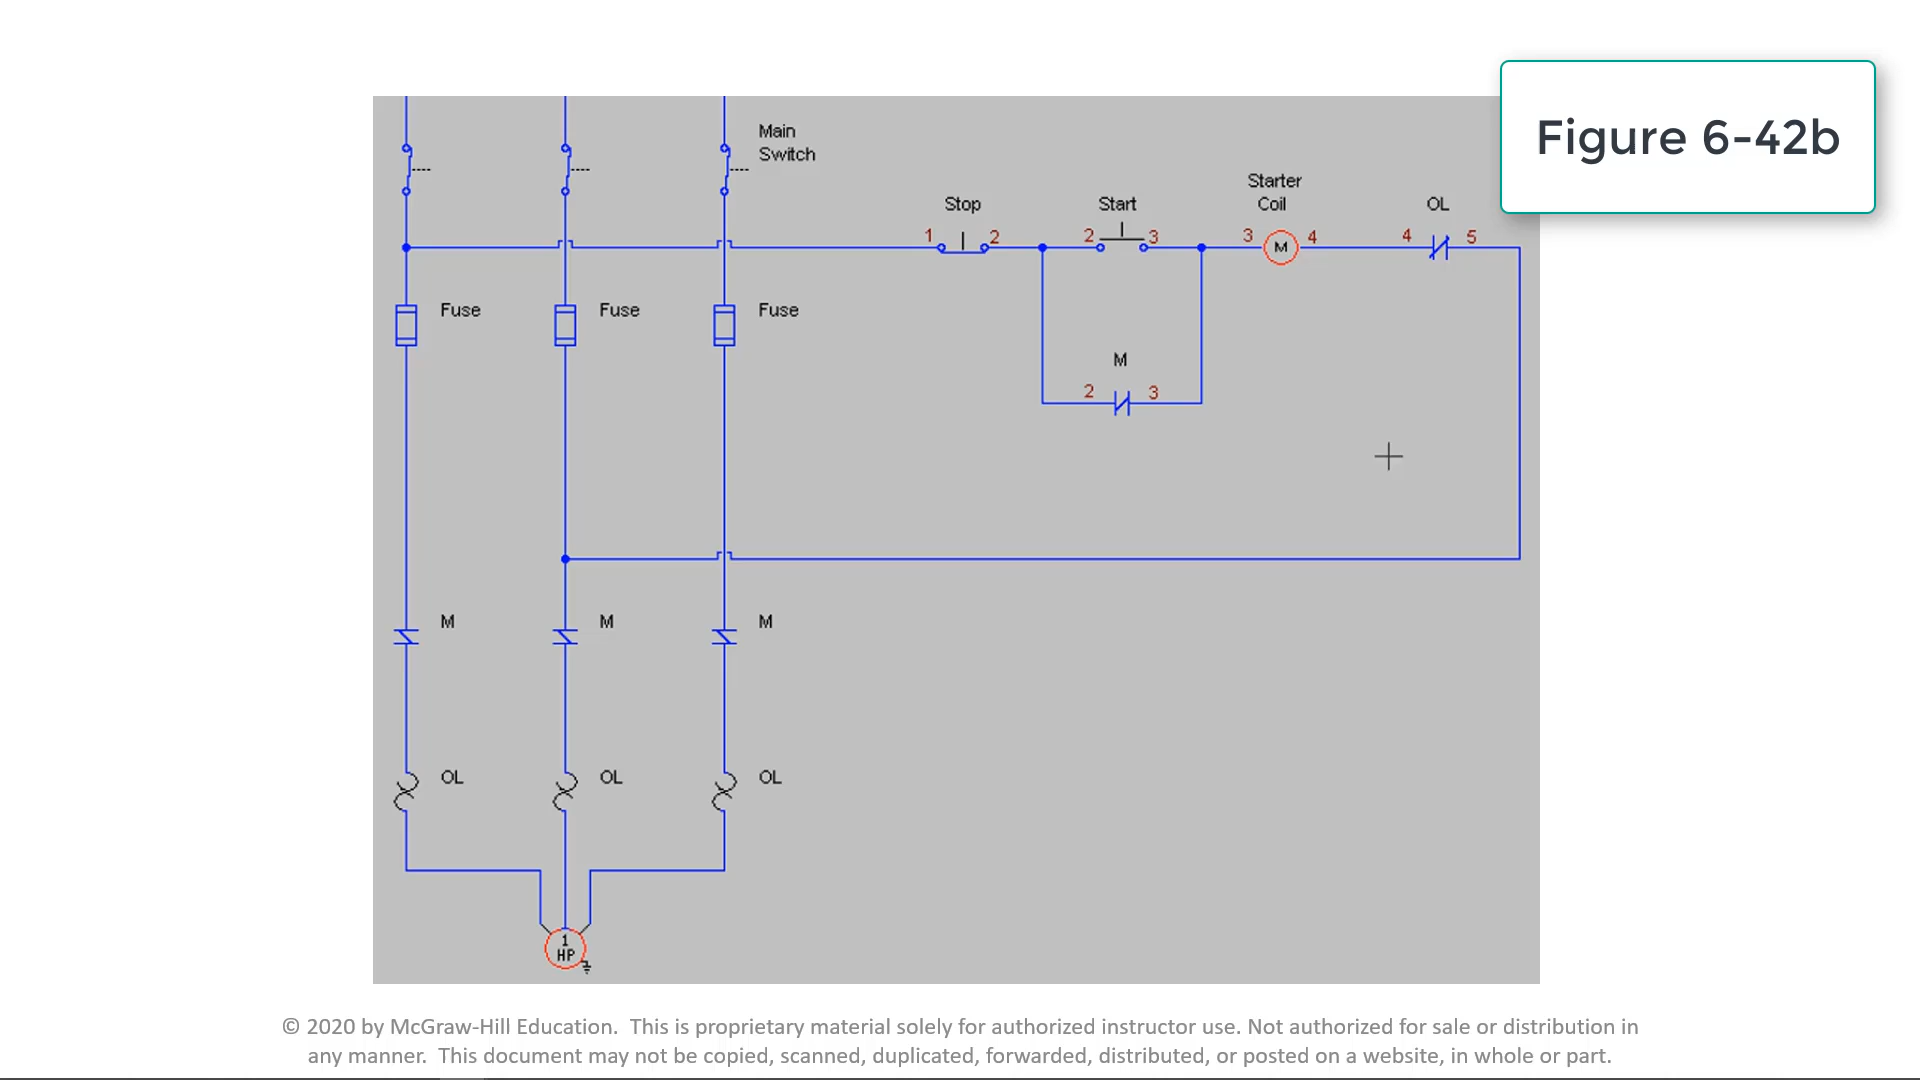 Figure 6-42b
Main
Switch
Starter
Coil
Stop
Start
OL
1
2
2
3
3
M
4
4
5
Fuse
Fuse
Fuse
M
2
3
M
M
M
OL
OL
OL
1
HP
© 2020 by McGraw-Hill Education. This is proprietary material solely for authorized instructor use. Not authorized for sale or distribution in
any manner. This document may not be copied, scanned, duplicated, forwarded, distributed, or posted on a website, in whole or part.